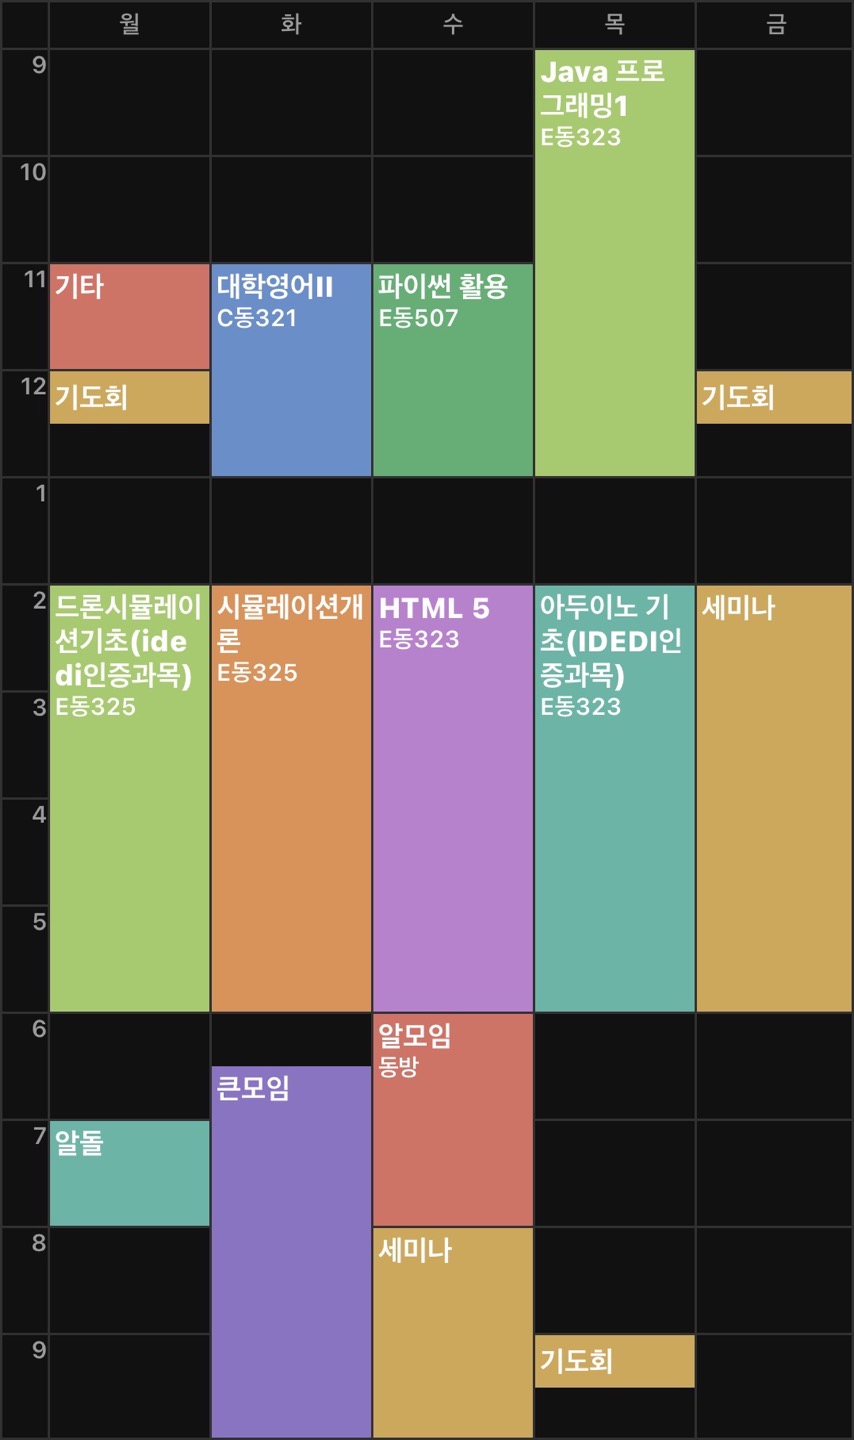 월 화 수 목 금
9
Java 프로
그래밍1
E동323
10
11
기타
대학영어II
C동321
파이썬 활용
E동507
12
기도회
기도회
1
2
드론시뮬레이
션기초(ide
di인증과목)
E동325
시뮬레이션개
론
E동325
HTML 5
E동323
아두이노 기
초(IDEDI인
증과목)
E동323
세미나
3
4
5
6
알모임
동방
큰모임
7
알돌
8
세미나
9
기도회